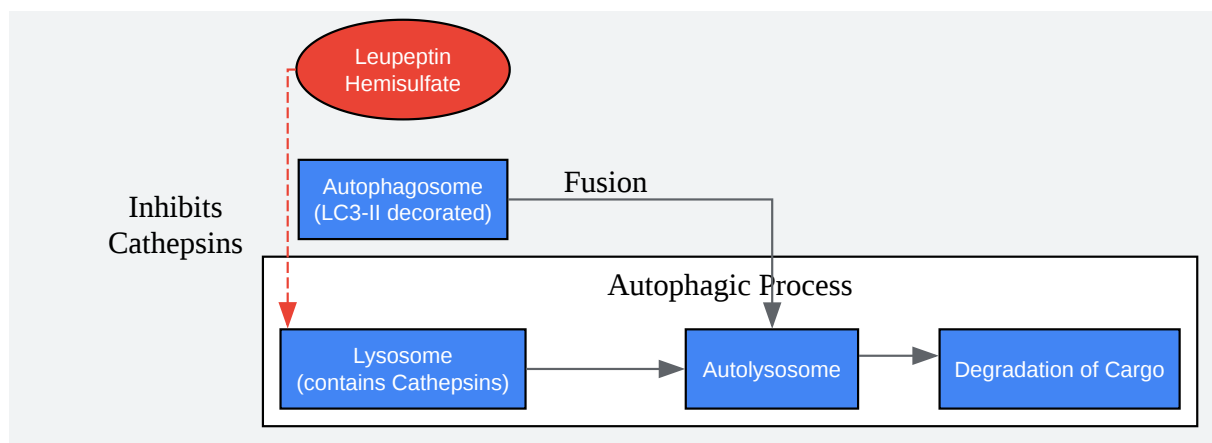 Leupeptin
Hemisulfate
Autophagosome
(LC3-II decorated)
Fusion
Inhibits
Cathepsins
Autophagic Process
Lysosome
(contains Cathepsins)
Autolysosome
Degradation of Cargo